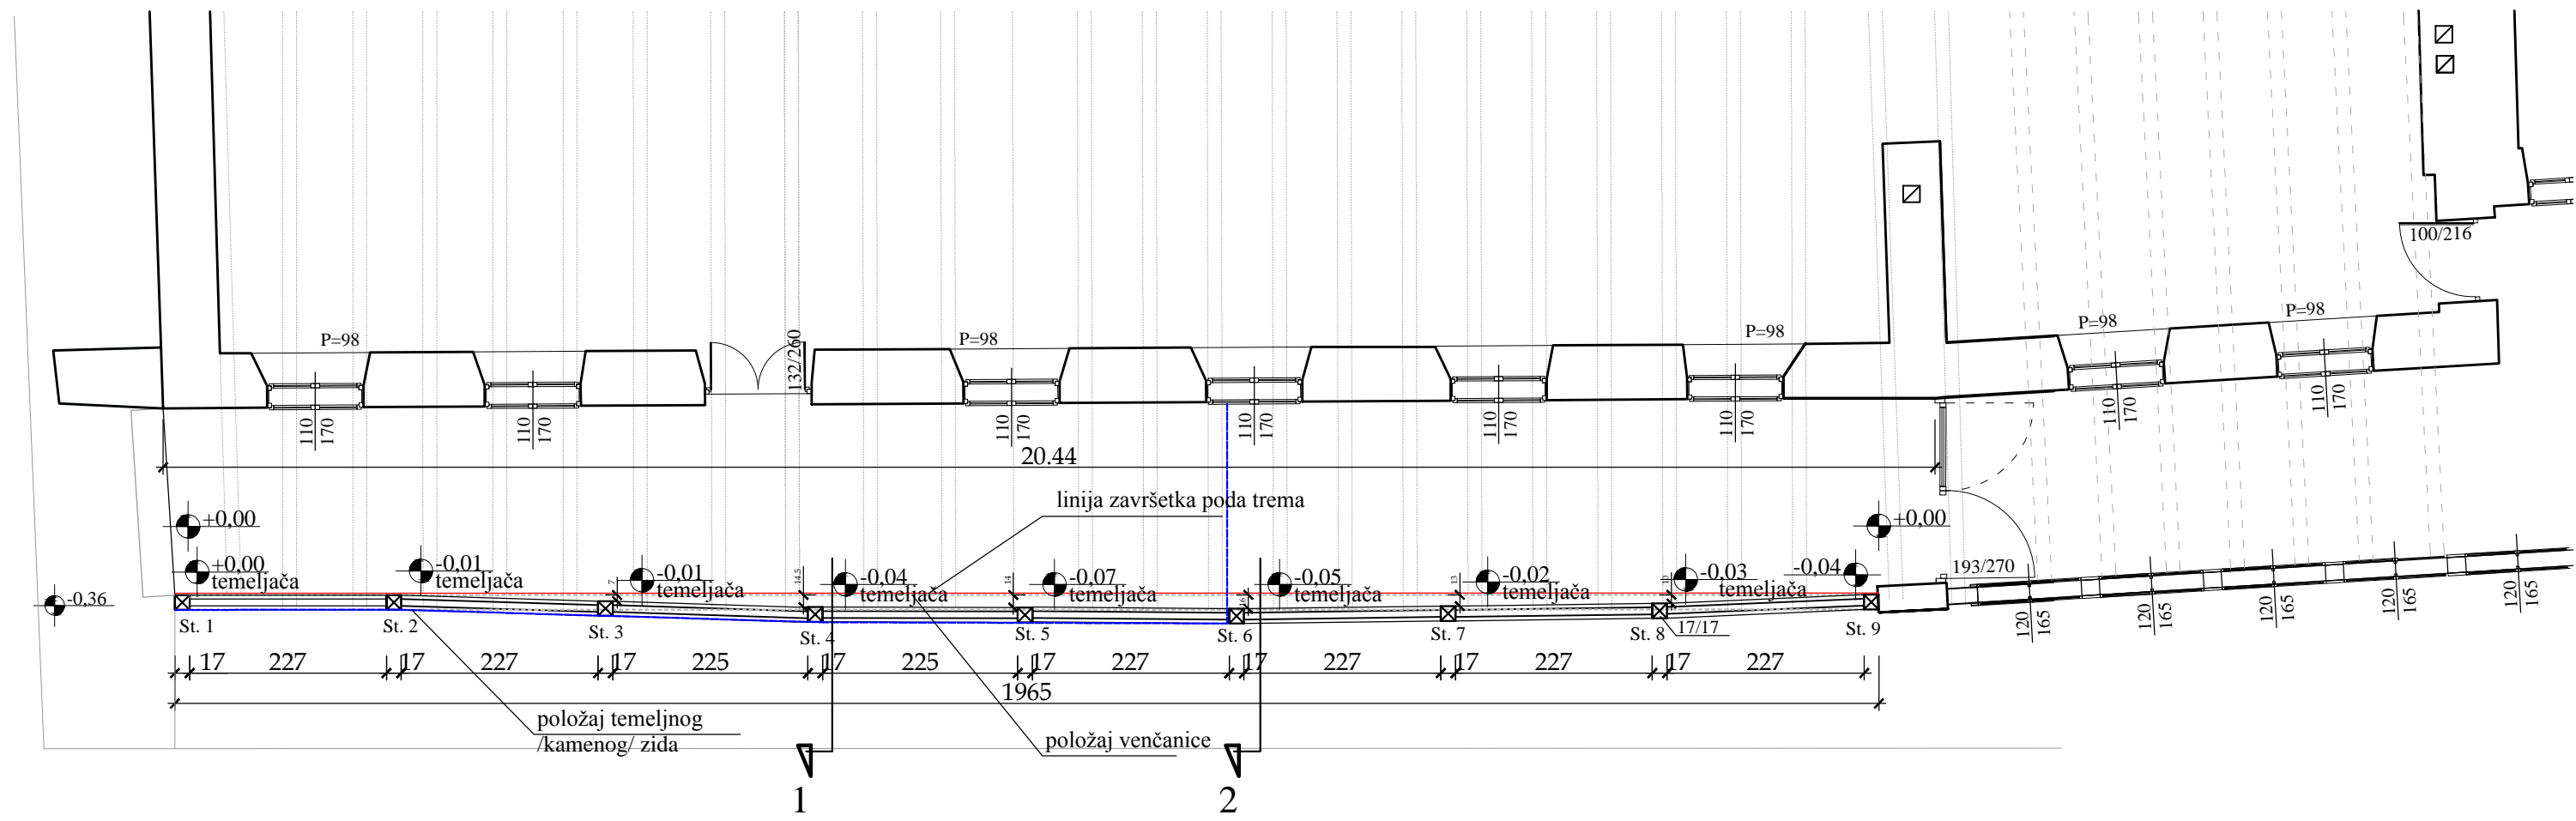 100/216
P=98
P=98
132/260
P=98
P=98
P=98
110
170
110
170
110
170
110
170
110
170
110
170
110
170
110
170
20.44
linija završetka poda trema
+0,00
+0,00
+0,00
temeljača
-0,01
temeljača
-0,01
temeljača
-0,04
temeljača
-0,07
temeljača
-0,05
temeljača
-0,02
temeljača
-0,03
temeljača
-0,04
193/270
7
14.5
14
13
-0,36
St. 1
St. 2
St. 3
St. 4
St. 5
St. 6
St. 7
St. 8
17/17
St. 9
120
165
120
165
120
165
120
165
120
165
17 227 17 227 17 225 17 225 17 227 17 227 17 227 17 227
1965
položaj temeljnog
/kamenog/ zida
položaj venčanice
1
2